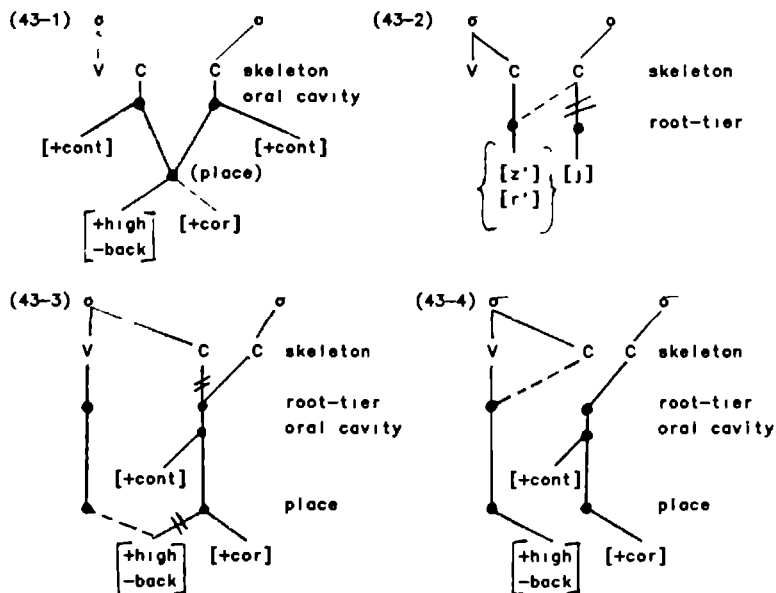 (43-1) σ σ
V C C skeleton
oral cavity
[+cont] [+cont]
(place)
[+high -back] [+cor]
(43-2) σ σ
V C C skeleton
root-tier
{[z'] [r']} [j]
(43-3) σ σ
V C C skeleton
root-tier
oral cavity
[+cont]
place
[+high -back] [+cor]
(43-4) σ σ
V C C skeleton
root-tier
oral cavity
[+cont]
place
[+high -back] [+cor]